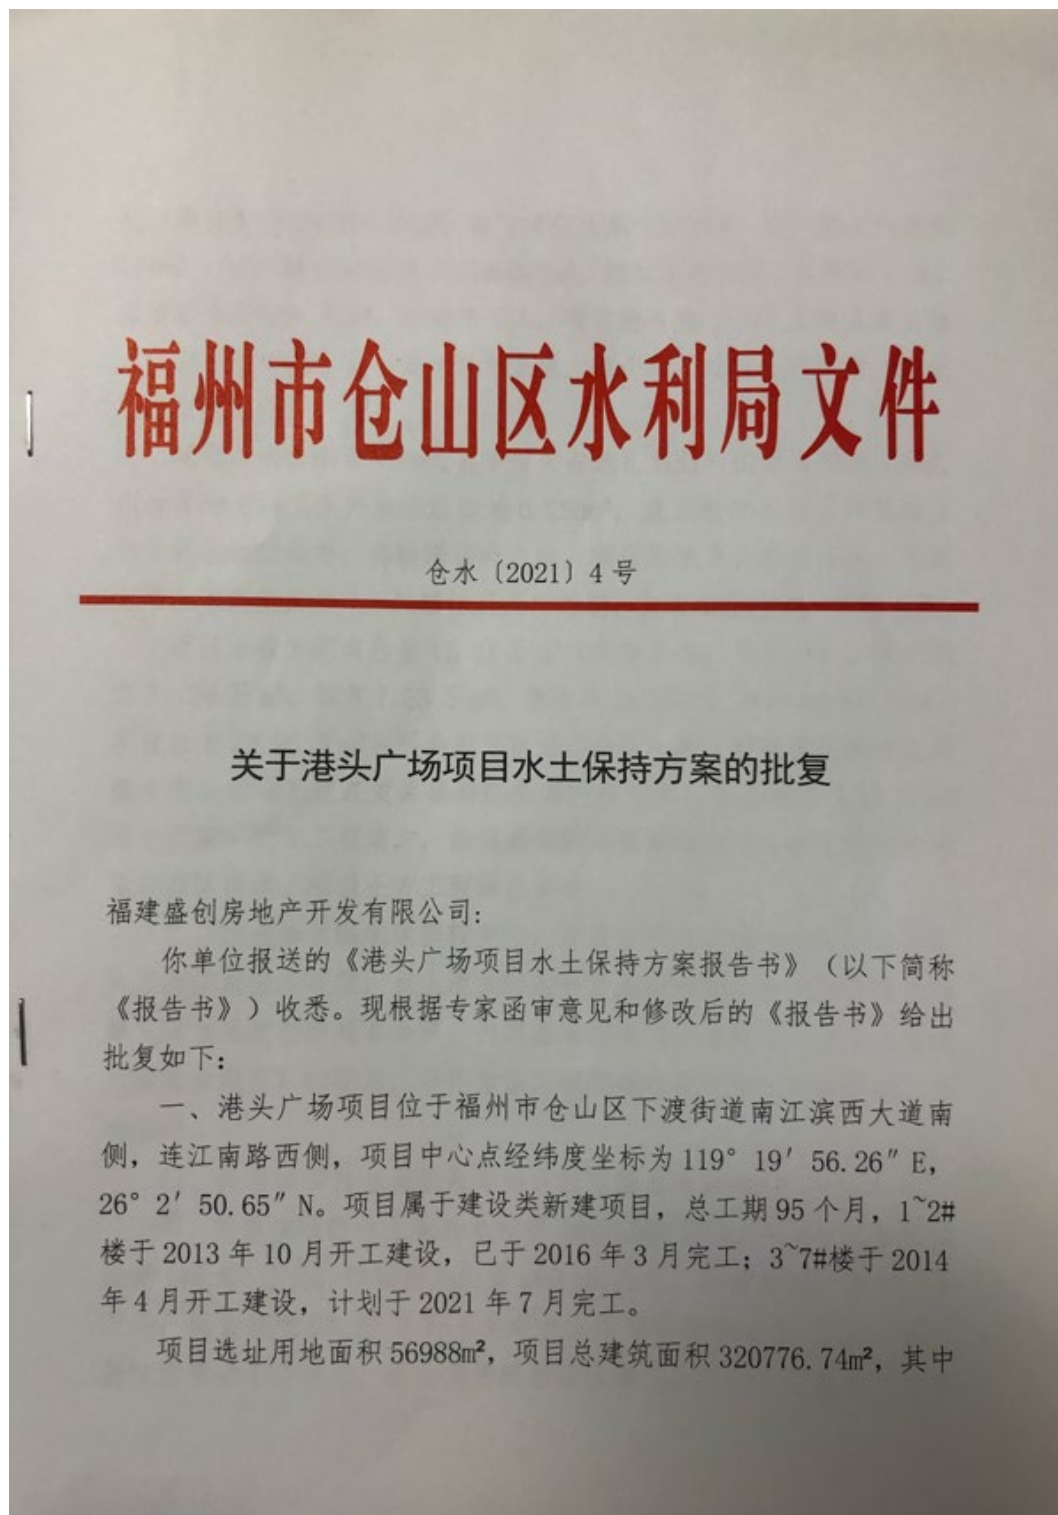 福州市仓山区水利局文件
仓水〔2021〕4号
关于港头广场项目水土保持方案的批复
福建盛创房地产开发有限公司:
你单位报送的《港头广场项目水土保持方案报告书》（以下简称
《报告书》）收悉。现根据专家函审意见和修改后的《报告书》给出
批复如下:
一、港头广场项目位于福州市仓山区下渡街道南江滨西大道南
侧，连江南路西侧，项目中心点经纬度坐标为119°19′56.26″E，
26°2′50.65″N。项目属于建设类新建项目，总工期95个月，1~2#
楼于2013年10月开工建设，已于2016年3月完工；3~7#楼于2014
年4月开工建设，计划于2021年7月完工。
项目选址用地面积56988m²，项目总建筑面积320776.74m²，其中